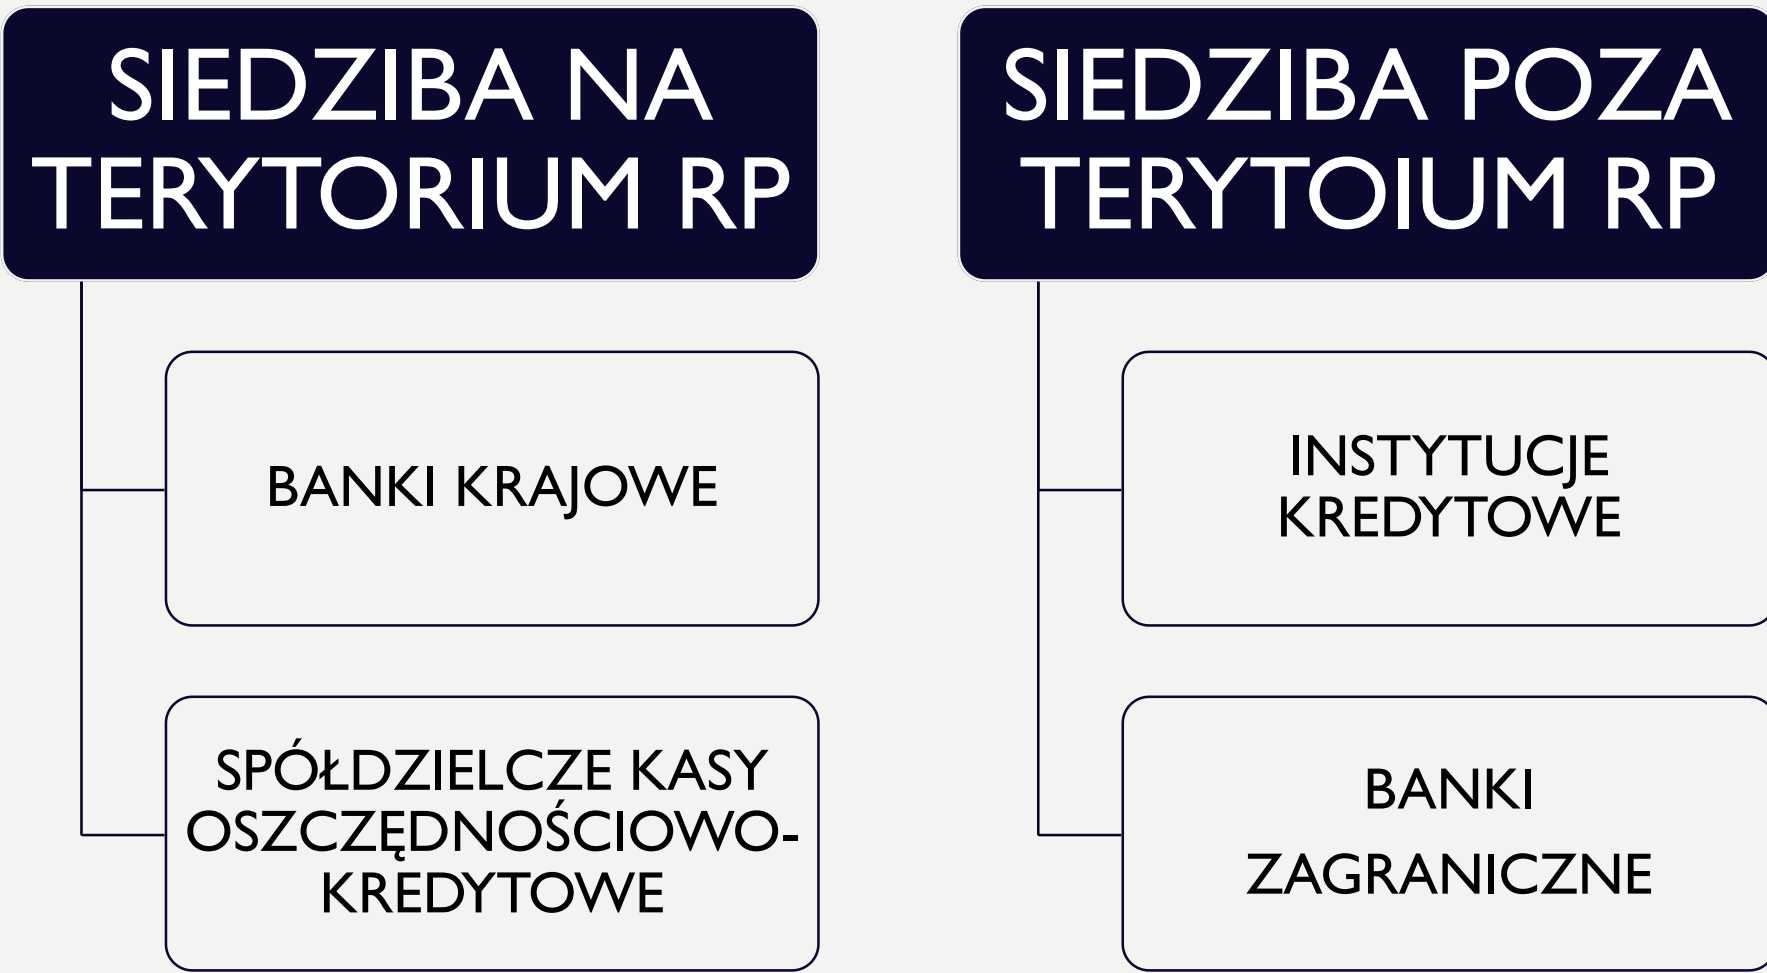 SIEDZIBA NA
TERYTORIUM RP
BANKI KRAJOWE
SPÓŁDZIELCZE KASY
OSZCZĘDNOŚCIOWO-
KREDYTOWE
SIEDZIBA POZA
TERYTOIUM RP
INSTYTUCJE
KREDYTOWE
BANKI
ZAGRANICZNE